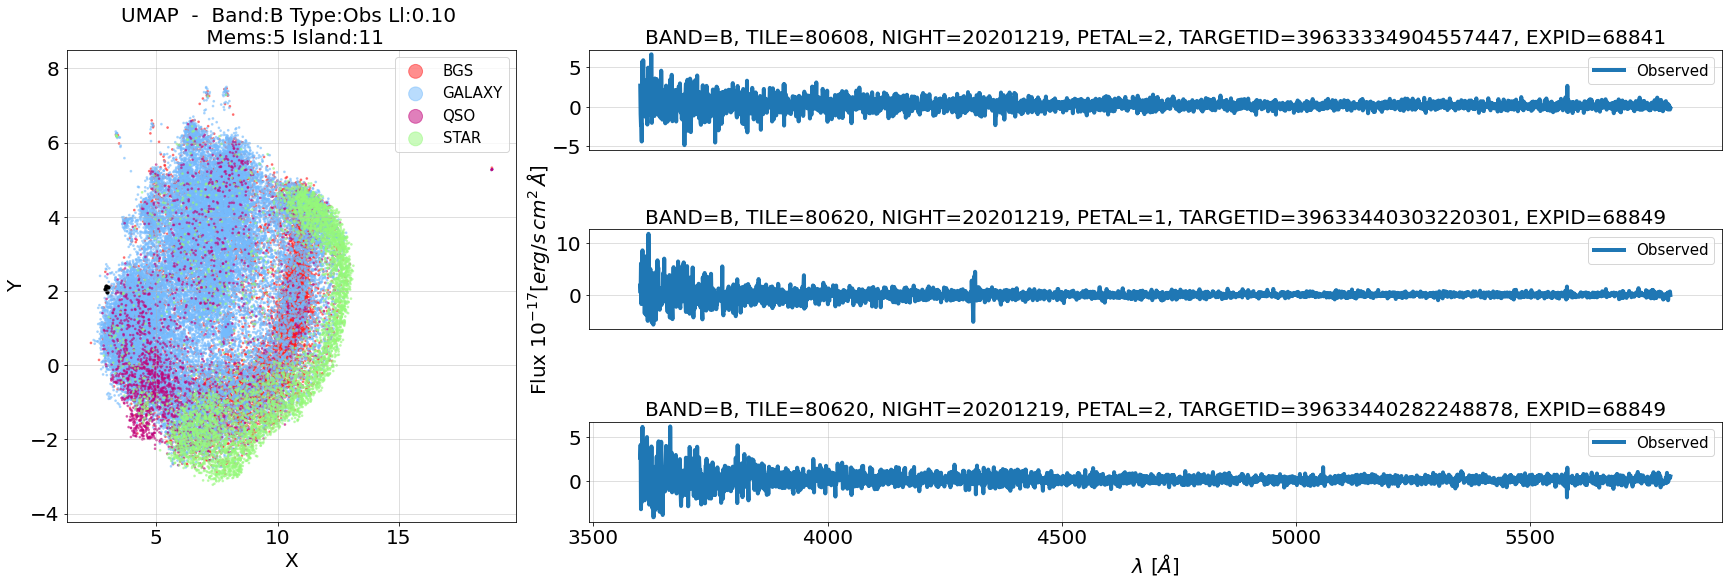 UMAP - Band:B Type:Obs Ll:0.10
Mems:5 Island:11
BGS
GALAXY
QSO
STAR
8
6
4
2
0
−2
−4
Y
5
10
15
X
BAND=B, TILE=80608, NIGHT=20201219, PETAL=2, TARGETID=39633334904557447, EXPID=68841
Observed
5
0
−5
BAND=B, TILE=80620, NIGHT=20201219, PETAL=1, TARGETID=39633440303220301, EXPID=68849
Observed
10
0
Flux 10⁻¹⁷[erg/s cm² Å]
BAND=B, TILE=80620, NIGHT=20201219, PETAL=2, TARGETID=39633440282248878, EXPID=68849
Observed
5
0
3500
4000
4500
5000
5500
λ [Å]